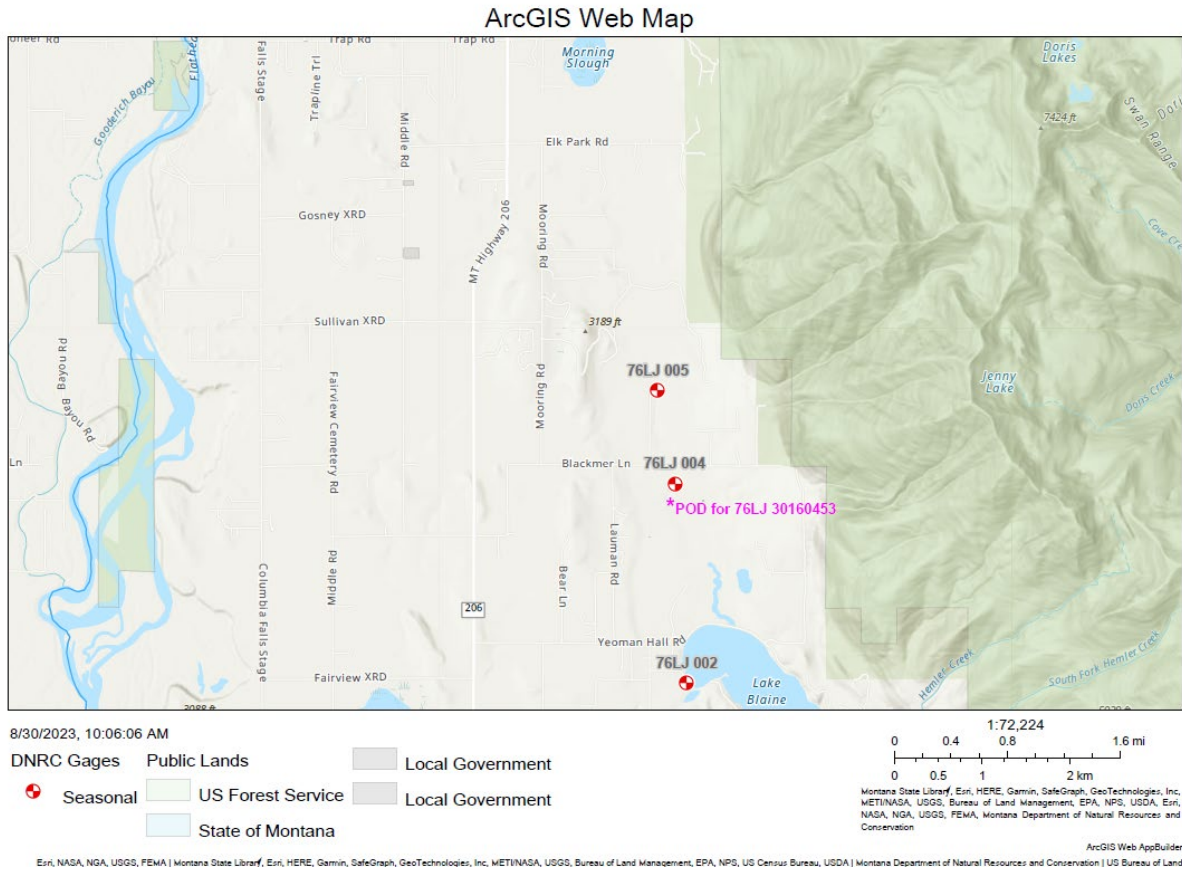 ArcGIS Web Map
Trap Rd
Trap Rd
Morning
Slough
Doris
Lakes
Falls Stage
Trapline Trl
Gooderich Bayou
Middle Rd
7424 ft
Swan Range
Elk Park Rd
Gosney XRD
MT Highway 206
Mooring Rd
Sullivan XRD
3189 ft
Bayou Rd
Bayou Rd
Fairview Cemetery Rd
Mooring Rd
76LJ 005
Jenny
Lake
Doris Creek
Ln
Blackmer Ln
76LJ 004
*POD for 76LJ 30160453
Lauman Rd
Middle Rd
Bear Ln
Columbia Falls Stage
206
Yeoman Hall Rd
76LJ 002
Fairview XRD
Lake
Blaine
Hemler Creek
South Fork Hemler Creek
8/30/2023, 10:06:06 AM
DNRC Gages
Seasonal
Public Lands
US Forest Service
State of Montana
Local Government
Local Government
1:72,224
0 0.4 0.8 1.6 mi
0 0.5 1 2 km
Montana State Library, Esri, HERE, Garmin, SafeGraph, GeoTechnologies, Inc,
METI/NASA, USGS, Bureau of Land Management, EPA, NPS, USDA, Esri,
NASA, NGA, USGS, FEMA, Montana Department of Natural Resources and
Conservation
ArcGIS Web AppBuilder
Esri, NASA, NGA, USGS, FEMA | Montana State Library, Esri, HERE, Garmin, SafeGraph, GeoTechnologies, Inc, METI/NASA, USGS, Bureau of Land Management, EPA, NPS, US Census Bureau, USDA | Montana Department of Natural Resources and Conservation | US Bureau of Land